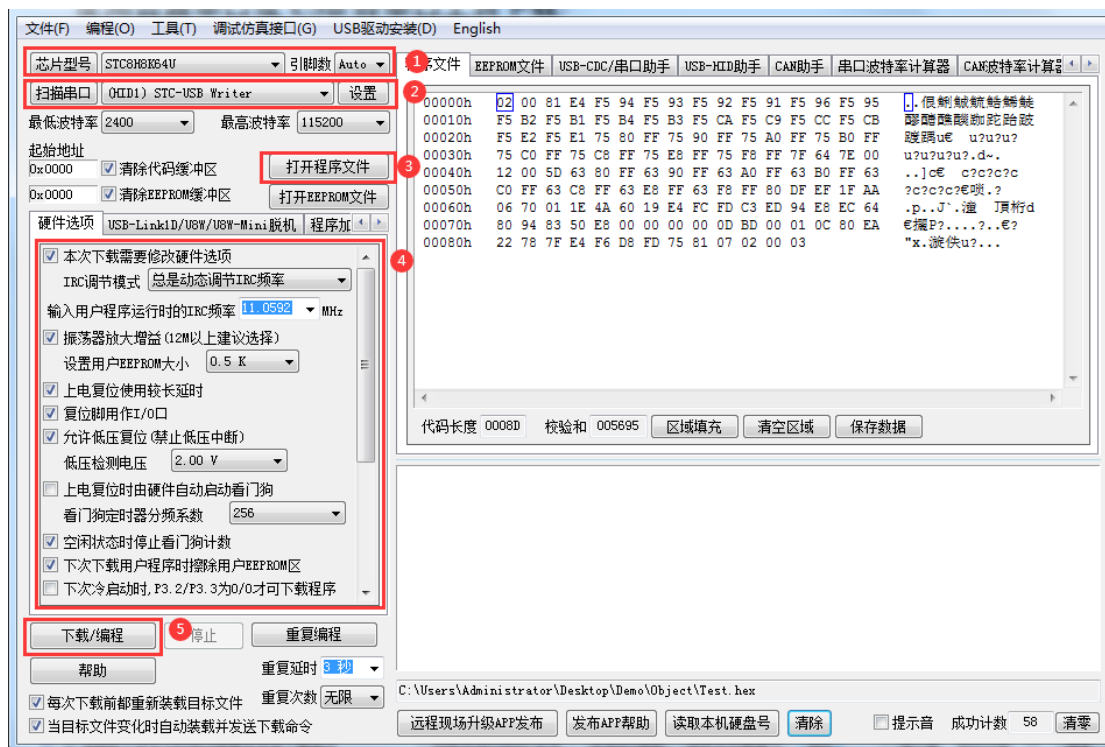 文件(F) 编程(O) 工具(T) 调试仿真接口(G) USB驱动安装(D) English
芯片型号 STC8H8K64U 引脚数 Auto
1
扫描串口 (HID1) STC-USB Writer 设置
2
最低波特率 2400 最高波特率 115200
起始地址
0x0000 清除代码缓冲区 打开程序文件
3
0x0000 清除EEPROM缓冲区 打开EEPROM文件
硬件选项 USB-Link1D/U8W/U8W-Mini脱机 程序加
4
本次下载需要修改硬件选项
IRC调节模式 总是动态调节IRC频率
输入用户程序运行时的IRC频率 11.0592 MHz
振荡器放大增益(12M以上建议选择)
设置用户EEPROM大小 0.5 K
上电复位使用较长延时
复位脚用作I/O口
允许低压复位(禁止低压中断)
低压检测电压 2.00 V
上电复位时由硬件自动启动看门狗
看门狗定时器分频系数 256
空闲状态时停止看门狗计数
下次下载用户程序时擦除用户EEPROM区
下次冷启动时,P3.2/P3.3为0/0才可下载程序
下载/编程 5 停止 重复编程
帮助 重复延时 3 秒
每次下载前都重新装载目标文件 重复次数 无限
当目标文件变化时自动装载并发送下载命令
序文件 EEPROM文件 USB-CDC/串口助手 USB-HID助手 CAN助手 串口波特率计算器 CAN波特率计算器
00000h 02 00 81 E4 F5 94 F5 93 F5 92 F5 91 F5 96 F5 95
00010h F5 B2 F5 B1 F5 B4 F5 B3 F5 CA F5 C9 F5 CC F5 CB
00020h F5 E2 F5 E1 75 80 FF 75 90 FF 75 A0 FF 75 B0 FF
00030h 75 C0 FF 75 C8 FF 75 E8 FF 75 F8 FF 7F 64 7E 00 u?u?u?u?.d~.
00040h 12 00 5D 63 80 FF 63 90 FF 63 A0 FF 63 B0 FF 63 ..]c€ c?c?c?c
00050h C0 FF 63 C8 FF 63 E8 FF 63 F8 FF 80 DF EF 1F AA ?c?c?c?€唢.?
00060h 06 70 01 1E 4A 60 19 E4 FC FD C3 ED 94 E8 EC 64
00070h 80 94 83 50 E8 00 00 00 00 0D BD 00 01 0C 80 EA
00080h 22 78 7F E4 F6 D8 FD 75 81 07 02 00 03 "x.漩佚u?...
代码长度 0008D 校验和 005695 区域填充 清空区域 保存数据
C:\Users\Administrator\Desktop\Demo\Object\Test.hex
远程现场升级APP发布 发布APP帮助 读取本机硬盘号 清除 提示音 成功计数 58 清零